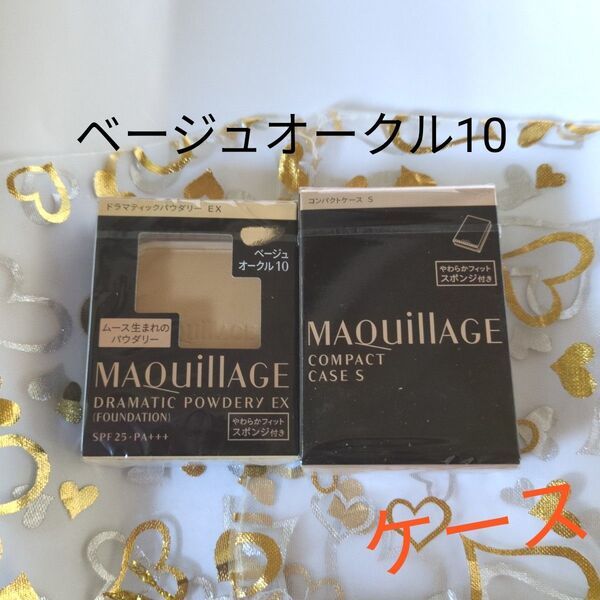 ベージュオークル10
ドラマティックパウダリー EX
ベージュ
オークル10
ムース生まれの
パウダリー
MAQuillAGE
DRAMATIC POWDERY EX
(FOUNDATION)
SPF25・PA+++
やわらかフィット
スポンジ付き
コンパクトケース S
やわらかフィット
スポンジ付き
MAQuillAGE
COMPACT
CASE S
ケース